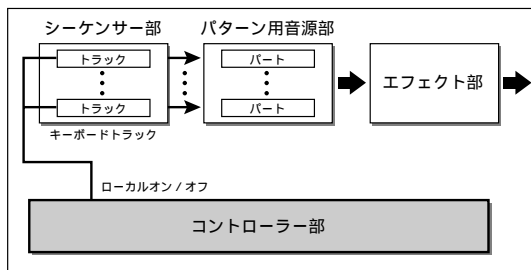 シーケンサー部
パターン用音源部
トラック
パート
エフェクト部
トラック
パート
キーボードトラック
ローカルオン / オフ
コントローラー部